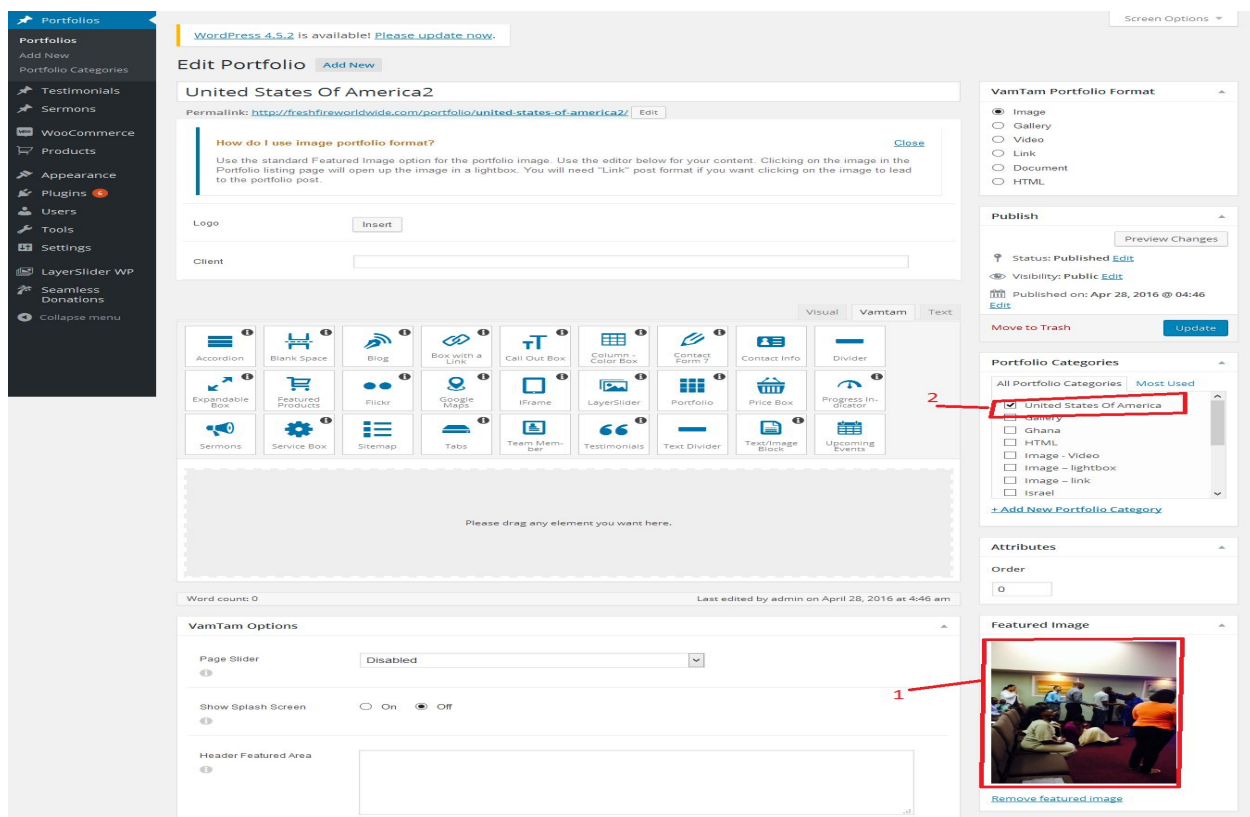 Portfolios
Portfolios
Add New
Portfolio Categories
Testimonials
Sermons
WooCommerce
Products
Appearance
Plugins 6
Users
Tools
Settings
LayerSlider WP
Seamless
Donations
Collapse menu
Screen Options
WordPress 4.5.2 is available! Please update now.
Edit Portfolio Add New
United States Of America2
Permalink: http://freshfireworldwide.com/portfolio/united-states-of-america2/ Edit
How do I use image portfolio format? Close
Use the standard Featured Image option for the portfolio image. Use the editor below for your content. Clicking on the image in the
Portfolio listing page will open up the image in a lightbox. You will need "Link" post format if you want clicking on the image to lead
to the portfolio post.
Logo Insert
Client
Visual Vamtam Text
Accordion
Blank Space
Blog
Box with a
Link
Call Out Box
Column -
Color Box
Contact
Form 7
Contact Info
Divider
Expandable
Box
Featured
Products
Flickr
Google
Maps
IFrame
LayerSlider
Portfolio
Price Box
Progress In-
dicator
Sermons
Service Box
Sitemap
Tabs
Team Mem-
ber
Testimonials
Text Divider
Text/Image
Block
Upcoming
Events
Please drag any element you want here.
Word count: 0 Last edited by admin on April 28, 2016 at 4:46 am
VamTam Options
Page Slider Disabled
Show Splash Screen On Off
Header Featured Area
VamTam Portfolio Format
Image
Gallery
Video
Link
Document
HTML
Publish
Preview Changes
Status: Published Edit
Visibility: Public Edit
Published on: Apr 28, 2016 @ 04:46
Edit
Move to Trash Update
Portfolio Categories
All Portfolio Categories Most Used
2
United States Of America
Gallery
Ghana
HTML
Image - Video
Image – lightbox
Image – link
Israel
+ Add New Portfolio Category
Attributes
Order
0
Featured Image
1
Remove featured image